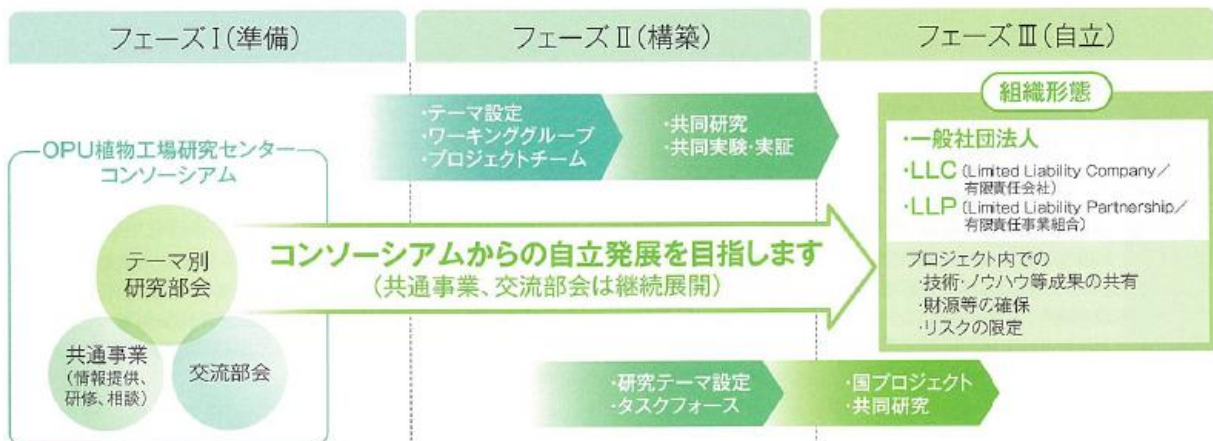 フェーズⅠ(準備)
フェーズⅡ(構築)
フェーズⅢ(自立)
OPU植物工場研究センター
コンソーシアム
テーマ別
研究部会
共通事業
(情報提供、
研修、相談)
交流部会
・テーマ設定
・ワーキンググループ
・プロジェクトチーム
・共同研究
・共同実験・実証
コンソーシアムからの自立発展を目指します
(共通事業、交流部会は継続展開)
・研究テーマ設定
・タスクフォース
・国プロジェクト
・共同研究
組織形態
・一般社団法人
・LLC (Limited Liability Company/
有限責任会社)
・LLP (Limited Liability Partnership/
有限責任事業組合)
プロジェクト内での
・技術・ノウハウ等成果の共有
・財源等の確保
・リスクの限定